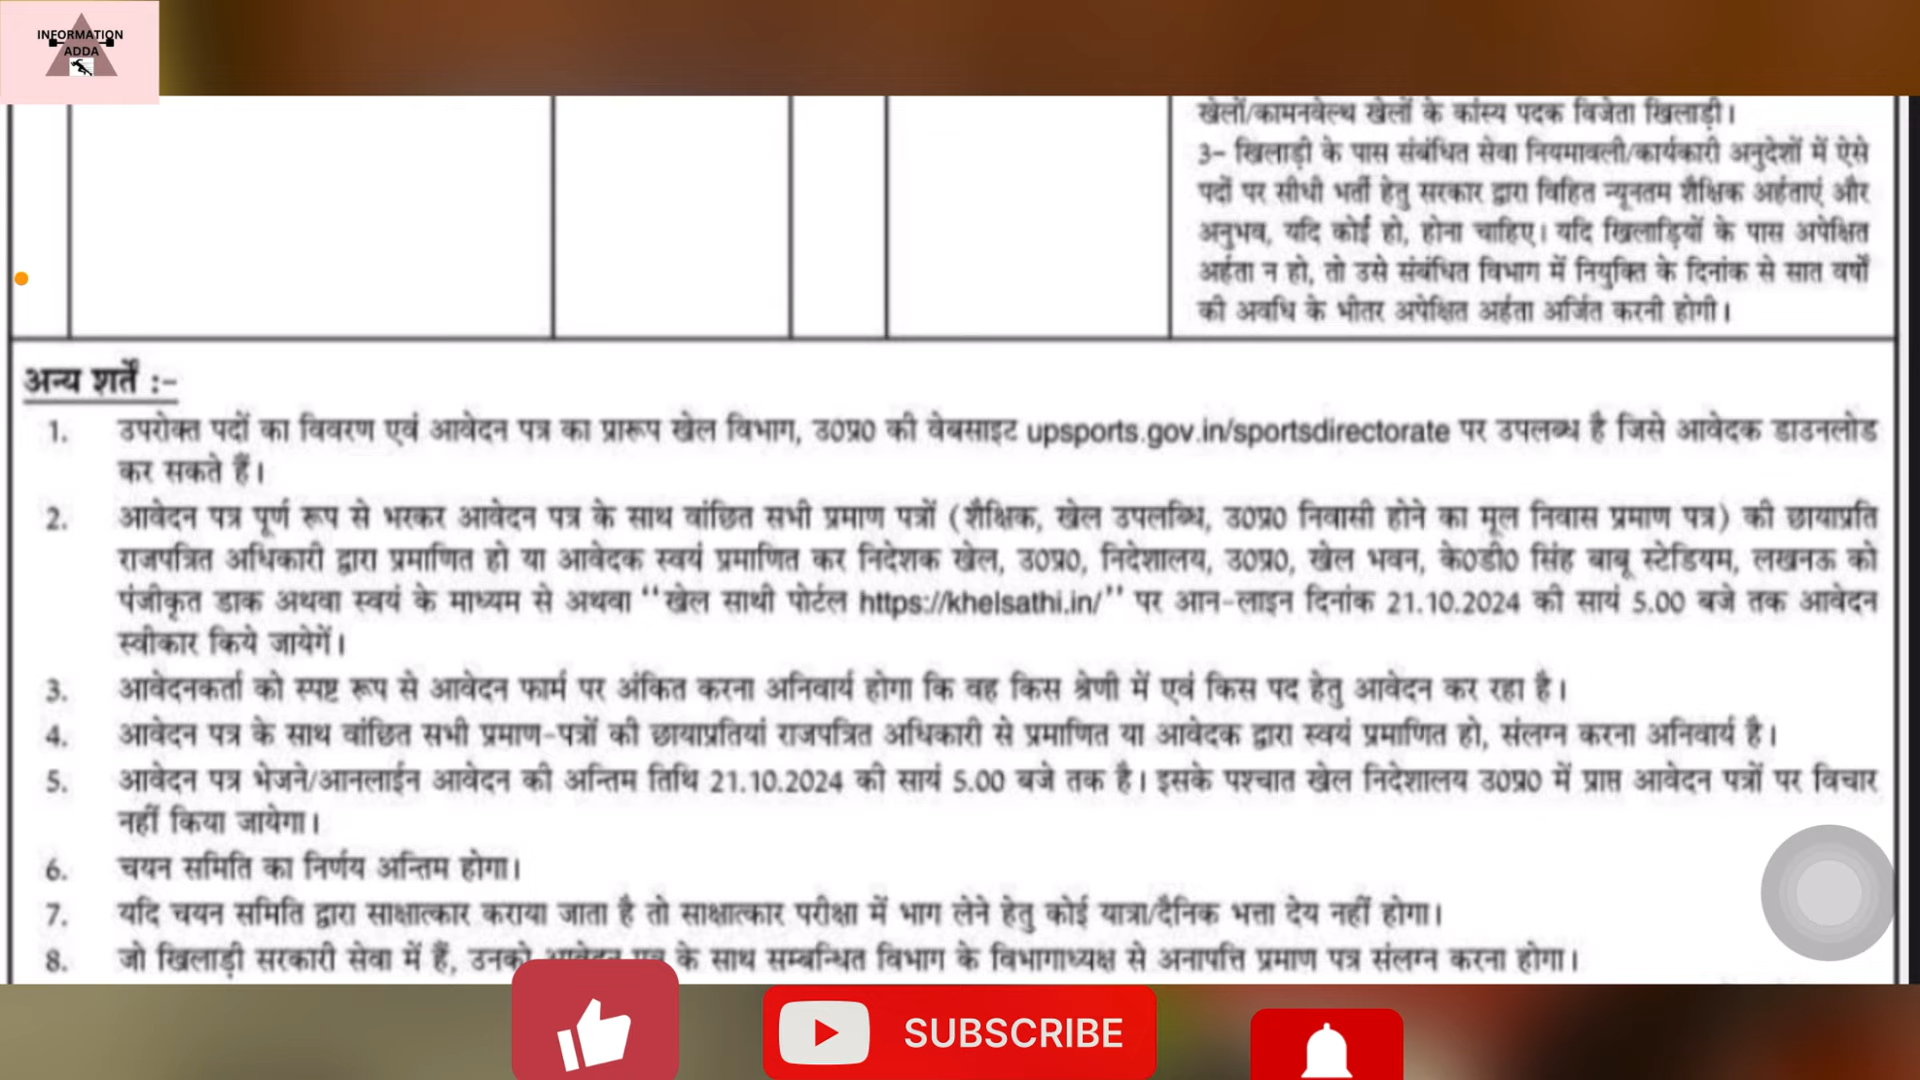 INFORMATION
ADDA
खेलों/कामनवेल्थ खेलों के कांस्य पदक विजेता खिलाड़ी।
3– खिलाड़ी के पास संबंधित सेवा नियमावली/कार्यकारी अनुदेशों में ऐसे
पदों पर सीधी भर्ती हेतु सरकार द्वारा विहित न्यूनतम शैक्षिक अर्हताएं और
अनुभव, यदि कोई हो, होना चाहिए। यदि खिलाड़ियों के पास अपेक्षित
अर्हता न हो, तो उसे संबंधित विभाग में नियुक्ति के दिनांक से सात वर्षों
की अवधि के भीतर अपेक्षित अर्हता अर्जित करनी होगी।
अन्य शर्तें :-
1. उपरोक्त पदों का विवरण एवं आवेदन पत्र का प्रारूप खेल विभाग, उ0प्र0 की वेबसाइट upsports.gov.in/sportsdirectorate पर उपलब्ध है जिसे आवेदक डाउनलोड
कर सकते हैं।
2. आवेदन पत्र पूर्ण रूप से भरकर आवेदन पत्र के साथ वांछित सभी प्रमाण पत्रों (शैक्षिक, खेल उपलब्धि, उ0प्र0 निवासी होने का मूल निवास प्रमाण पत्र) की छायाप्रति
राजपत्रित अधिकारी द्वारा प्रमाणित हो या आवेदक स्वयं प्रमाणित कर निदेशक खेल, उ0प्र0, निदेशालय, उ0प्र0, खेल भवन, के0डी0 सिंह बाबू स्टेडियम, लखनऊ को
पंजीकृत डाक अथवा स्वयं के माध्यम से अथवा ‘‘खेल साथी पोर्टल https://khelsathi.in/’’ पर आन-लाइन दिनांक 21.10.2024 की सायं 5.00 बजे तक आवेदन
स्वीकार किये जायेगें।
3. आवेदनकर्ता को स्पष्ट रूप से आवेदन फार्म पर अंकित करना अनिवार्य होगा कि वह किस श्रेणी में एवं किस पद हेतु आवेदन कर रहा है।
4. आवेदन पत्र के साथ वांछित सभी प्रमाण-पत्रों की छायाप्रतियां राजपत्रित अधिकारी से प्रमाणित या आवेदक द्वारा स्वयं प्रमाणित हो, संलग्न करना अनिवार्य है।
5. आवेदन पत्र भेजने/आनलाईन आवेदन की अन्तिम तिथि 21.10.2024 की सायं 5.00 बजे तक है। इसके पश्चात खेल निदेशालय उ0प्र0 में प्राप्त आवेदन पत्रों पर विचार
नहीं किया जायेगा।
6. चयन समिति का निर्णय अन्तिम होगा।
7. यदि चयन समिति द्वारा साक्षात्कार कराया जाता है तो साक्षात्कार परीक्षा में भाग लेने हेतु कोई यात्रा/दैनिक भत्ता देय नहीं होगा।
8. जो खिलाड़ी सरकारी सेवा में हैं, उनको आवेदन पत्र के साथ सम्बन्धित विभाग के विभागाध्यक्ष से अनापत्ति प्रमाण पत्र संलग्न करना होगा।
SUBSCRIBE